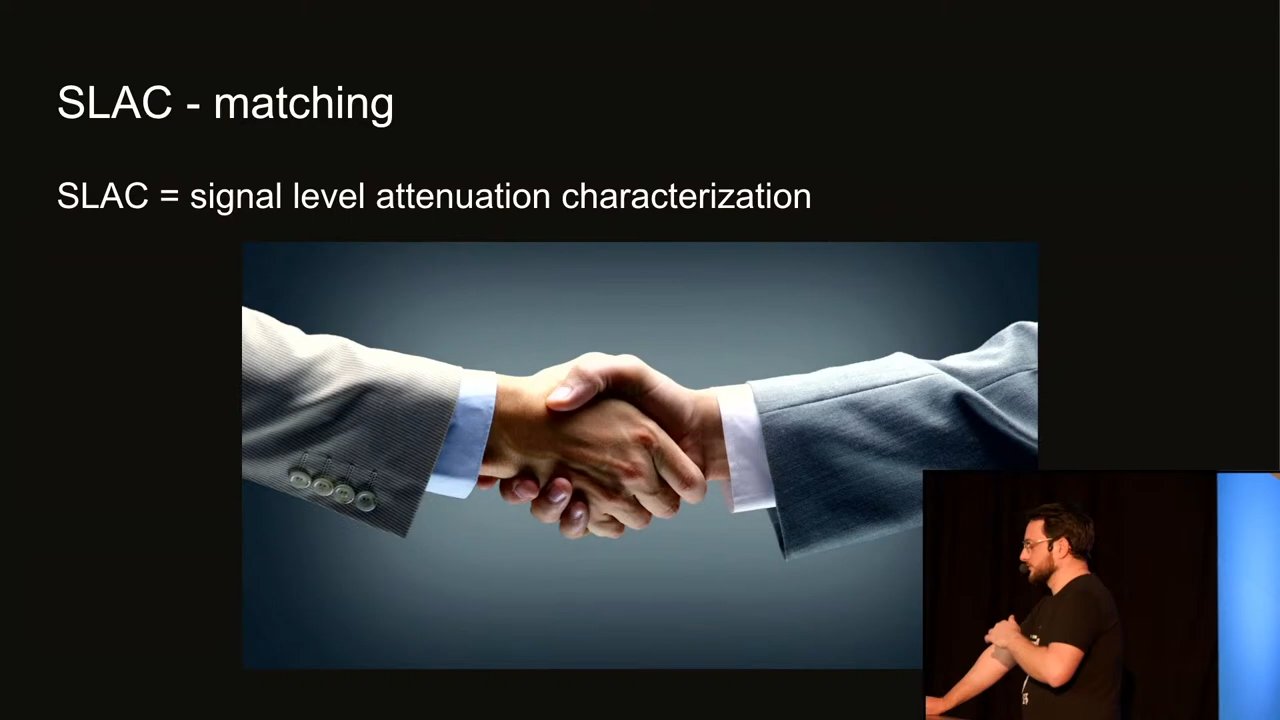 SLAC - matching
SLAC = signal level attenuation characterization